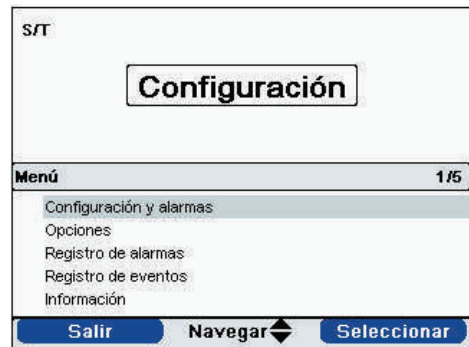 S/T
Configuración
Menú 1/5
Configuración y alarmas
Opciones
Registro de alarmas
Registro de eventos
Información
Salir Navegar Seleccionar